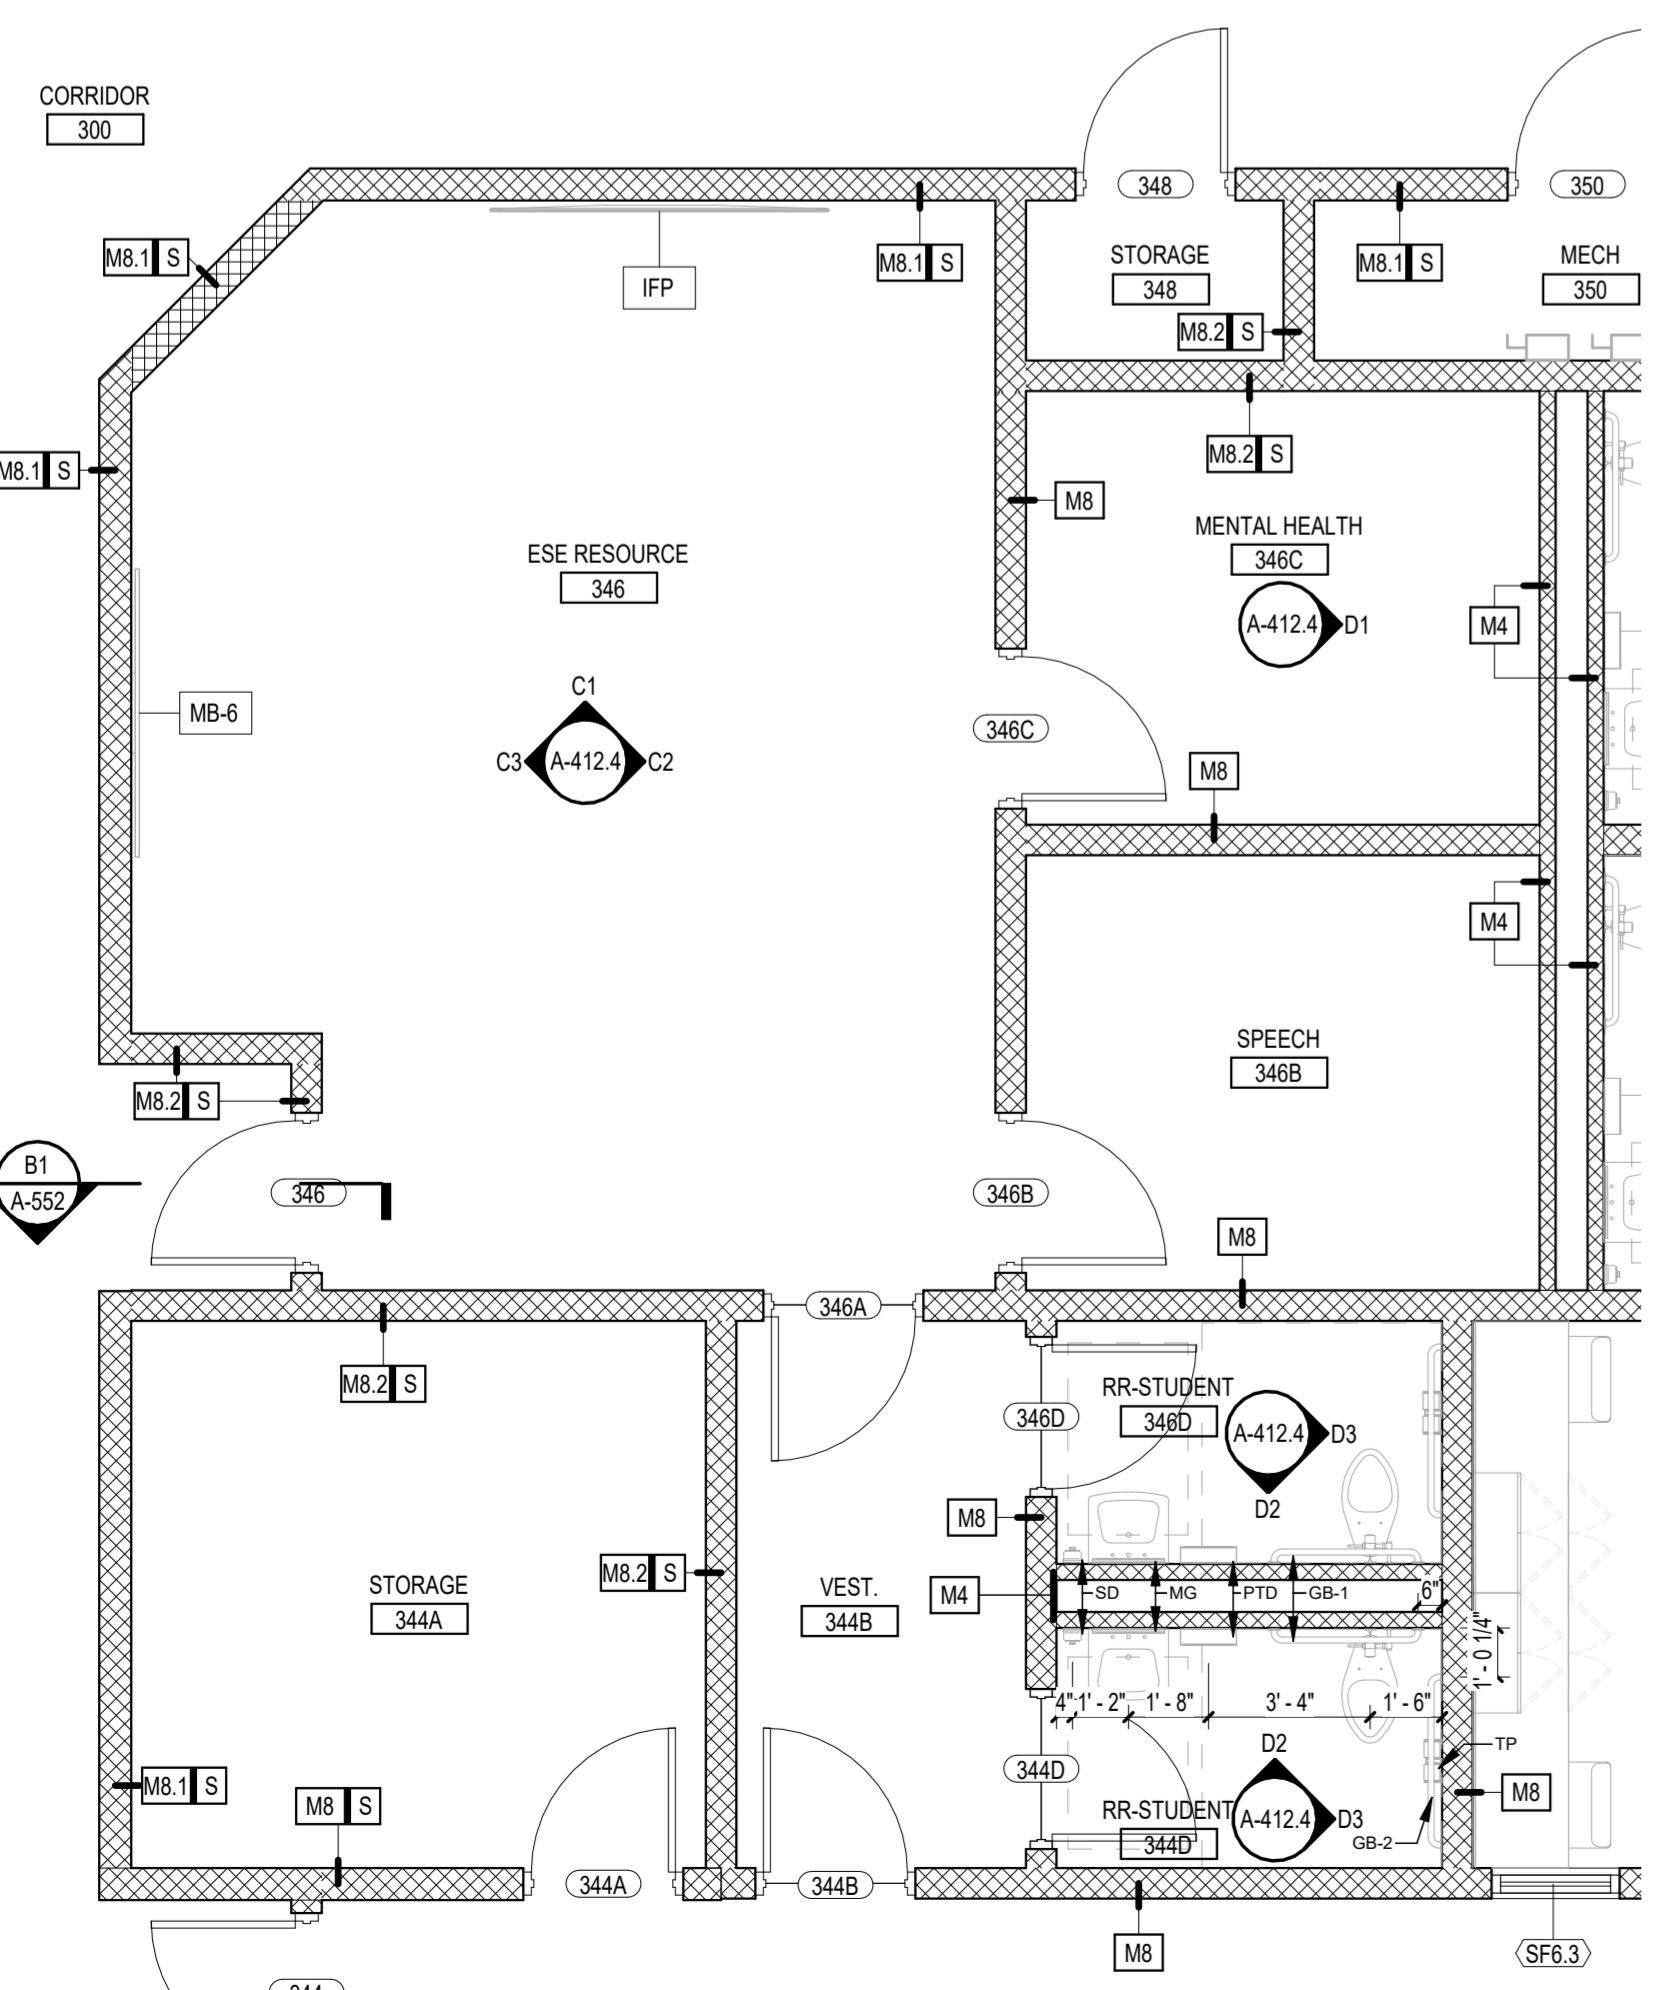 CORRIDOR
300
348
350
M8.1 S
IFP
M8.1 S
STORAGE
348
M8.1 S
MECH
350
M8.2 S
M8.1 S
M8.2 S
M8
MENTAL HEALTH
346C
A-412.4 D1
ESE RESOURCE
346
M4
MB-6
C1
C3 A-412.4 C2
346C
M8
M4
SPEECH
346B
M8.2 S
B1
A-552
346
346B
M8
346A
M8.2 S
RR-STUDENT
346D
346D
A-412.4 D3
D2
M8
M8.2 S
STORAGE
344A
VEST.
344B
M4
SD
MG
PTD
GB-1
6"
1' - 0 1/4"
4"
1' - 2"
1' - 8"
3' - 4"
1' - 6"
D2
TP
344D
M8.1 S
M8 S
RR-STUDENT
344D
A-412.4 D3
GB-2
M8
344A
344B
M8
SF6.3